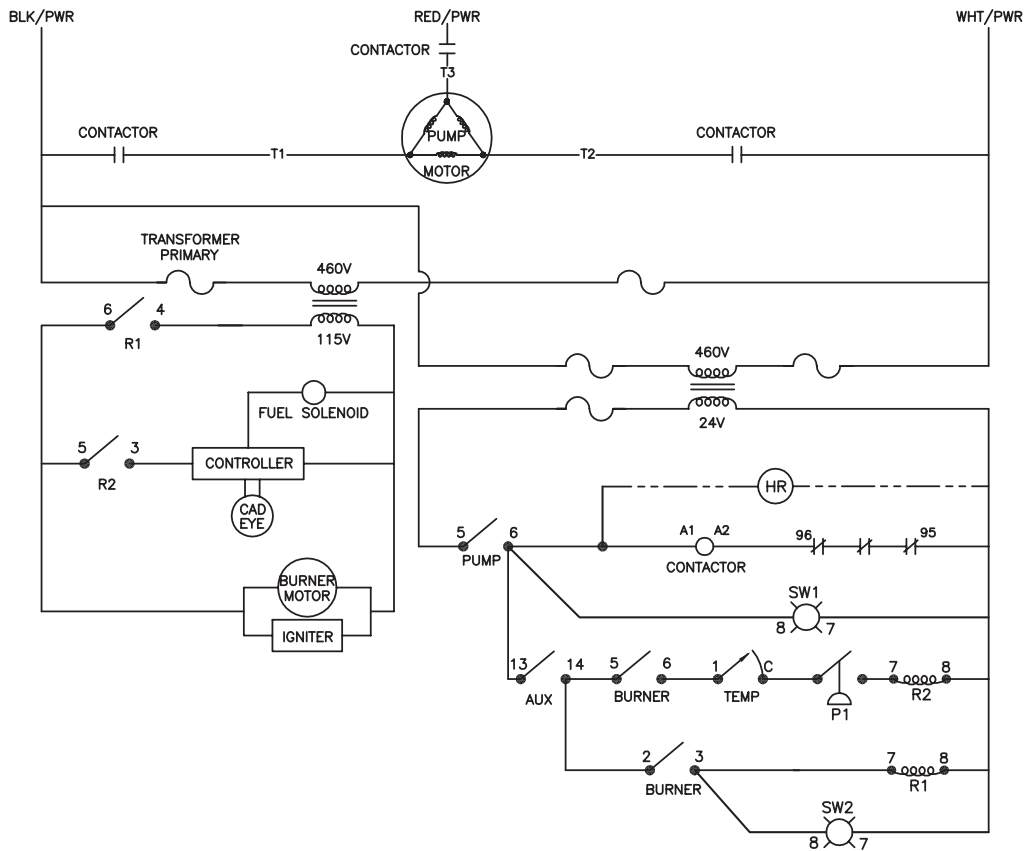 BLK/PWR
RED/PWR
WHT/PWR
CONTACTOR
T3
CONTACTOR
CONTACTOR
PUMP
T1
T2
MOTOR
TRANSFORMER
PRIMARY
460V
6
4
R1
115V
460V
24V
FUEL SOLENOID
5
3
R2
CONTROLLER
CAD
EYE
HR
5
6
PUMP
A1
A2
CONTACTOR
96
95
BURNER
MOTOR
IGNITER
SW1
8
7
13
14
AUX
5
6
BURNER
1
C
TEMP
P1
7
8
R2
2
3
BURNER
7
8
R1
SW2
8
7